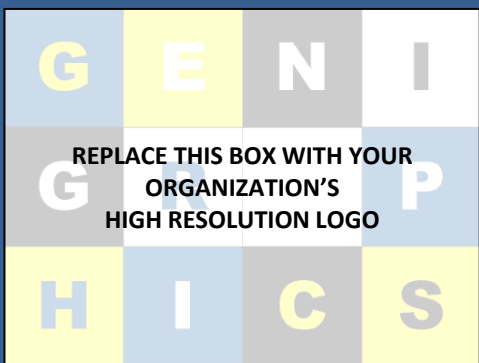 G E N I
REPLACE THIS BOX WITH YOUR
ORGANIZATION’S
HIGH RESOLUTION LOGO
G R P
H I C S